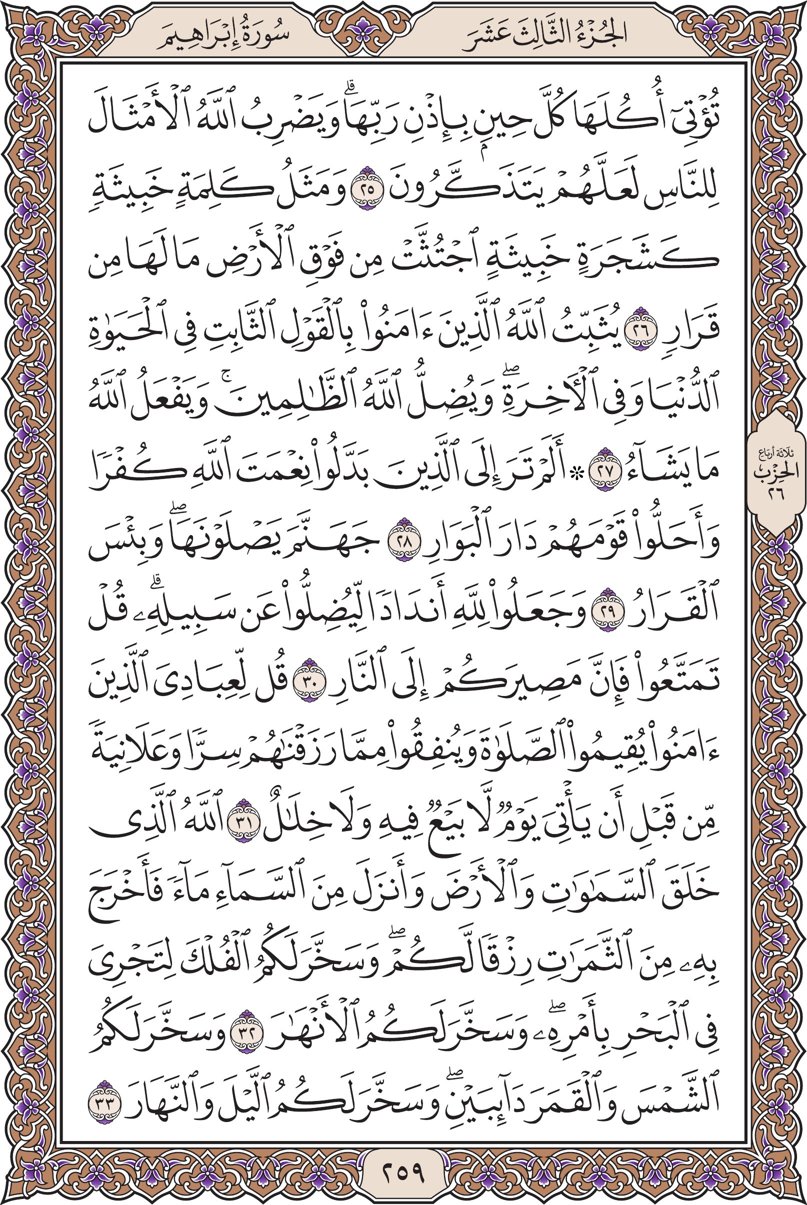 سُورَةُ إِبْرَاهِيمَ
الجُزْءُ الثَّالِثَ عَشَرَ
تُؤْتِىٓ أُكُلَهَا كُلَّ حِينِۭ بِإِذْنِ رَبِّهَاۗ وَيَضْرِبُ ٱللَّهُ ٱلْأَمْثَالَ
لِلنَّاسِ لَعَلَّهُمْ يَتَذَكَّرُونَ ٢٥ وَمَثَلُ كَلِمَةٍ خَبِيثَةٍ
كَشَجَرَةٍ خَبِيثَةٍ ٱجْتُثَّتْ مِن فَوْقِ ٱلْأَرْضِ مَا لَهَا مِن
قَرَارٍ ٢٦ يُثَبِّتُ ٱللَّهُ ٱلَّذِينَ ءَامَنُوا۟ بِٱلْقَوْلِ ٱلثَّابِتِ فِى ٱلْحَيَوٰةِ
ٱلدُّنْيَا وَفِى ٱلْـَٔاخِرَةِۖ وَيُضِلُّ ٱللَّهُ ٱلظَّـٰلِمِينَۚ وَيَفْعَلُ ٱللَّهُ
مَا يَشَآءُ ٢٧ ۞ أَلَمْ تَرَ إِلَى ٱلَّذِينَ بَدَّلُوا۟ نِعْمَتَ ٱللَّهِ كُفْرًا
وَأَحَلُّوا۟ قَوْمَهُمْ دَارَ ٱلْبَوَارِ ٢٨ جَهَنَّمَ يَصْلَوْنَهَاۖ وَبِئْسَ
ٱلْقَرَارُ ٢٩ وَجَعَلُوا۟ لِلَّهِ أَندَادًا لِّيُضِلُّوا۟ عَن سَبِيلِهِۦۗ قُلْ
تَمَتَّعُوا۟ فَإِنَّ مَصِيرَكُمْ إِلَى ٱلنَّارِ ٣٠ قُل لِّعِبَادِىَ ٱلَّذِينَ
ءَامَنُوا۟ يُقِيمُوا۟ ٱلصَّلَوٰةَ وَيُنفِقُوا۟ مِمَّا رَزَقْنَـٰهُمْ سِرًّا وَعَلَانِيَةً
مِّن قَبْلِ أَن يَأْتِىَ يَوْمٌ لَّا بَيْعٌ فِيهِ وَلَا خِلَـٰلٌ ٣١ ٱللَّهُ ٱلَّذِى
خَلَقَ ٱلسَّمَـٰوَٰتِ وَٱلْأَرْضَ وَأَنزَلَ مِنَ ٱلسَّمَآءِ مَآءً فَأَخْرَجَ
بِهِۦ مِنَ ٱلثَّمَرَٰتِ رِزْقًا لَّكُمْۖ وَسَخَّرَ لَكُمُ ٱلْفُلْكَ لِتَجْرِىَ
فِى ٱلْبَحْرِ بِأَمْرِهِۦۖ وَسَخَّرَ لَكُمُ ٱلْأَنْهَـٰرَ ٣٢ وَسَخَّرَ لَكُمُ
ٱلشَّمْسَ وَٱلْقَمَرَ دَآئِبَيْنِۖ وَسَخَّرَ لَكُمُ ٱلَّيْلَ وَٱلنَّهَارَ ٣٣
ثلاثة أرباع
الحِزْب
٢٦
٢٥٩